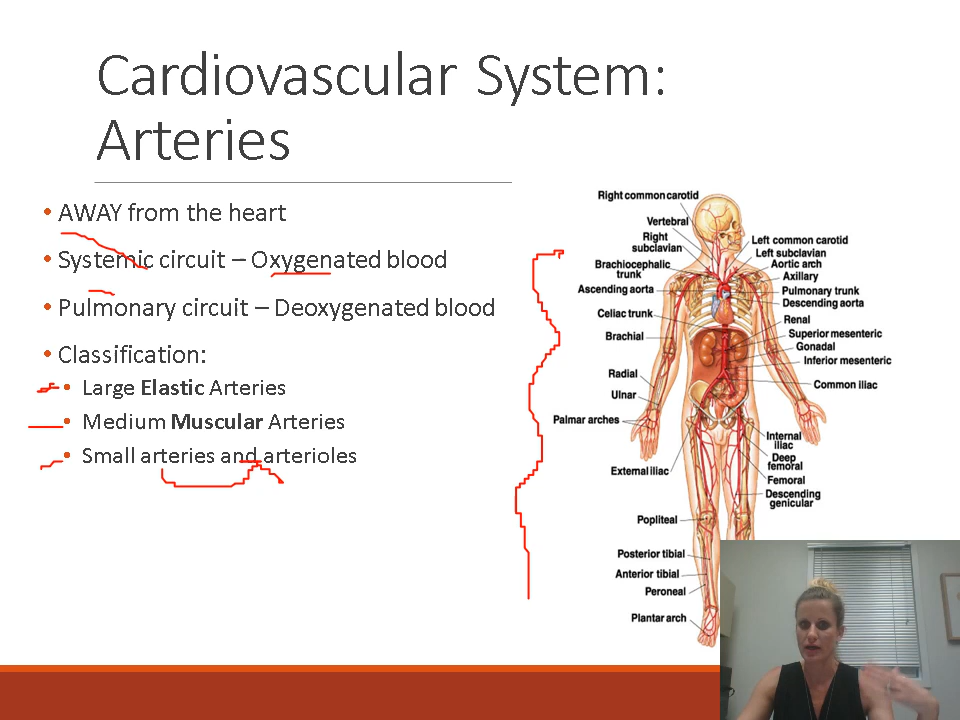 Cardiovascular System:
Arteries
• AWAY from the heart
• Systemic circuit – Oxygenated blood
• Pulmonary circuit – Deoxygenated blood
• Classification:
• Large Elastic Arteries
• Medium Muscular Arteries
• Small arteries and arterioles
Right common carotid
Vertebral
Right
subclavian
Brachiocephalic
trunk
Ascending aorta
Celiac trunk
Brachial
Radial
Ulnar
Palmar arches
External iliac
Popliteal
Posterior tibial
Anterior tibial
Peroneal
Plantar arch
Left common carotid
Left subclavian
Aortic arch
Axillary
Pulmonary trunk
Descending aorta
Renal
Superior mesenteric
Gonadal
Inferior mesenteric
Common iliac
Internal
iliac
Deep
femoral
Femoral
Descending
genicular